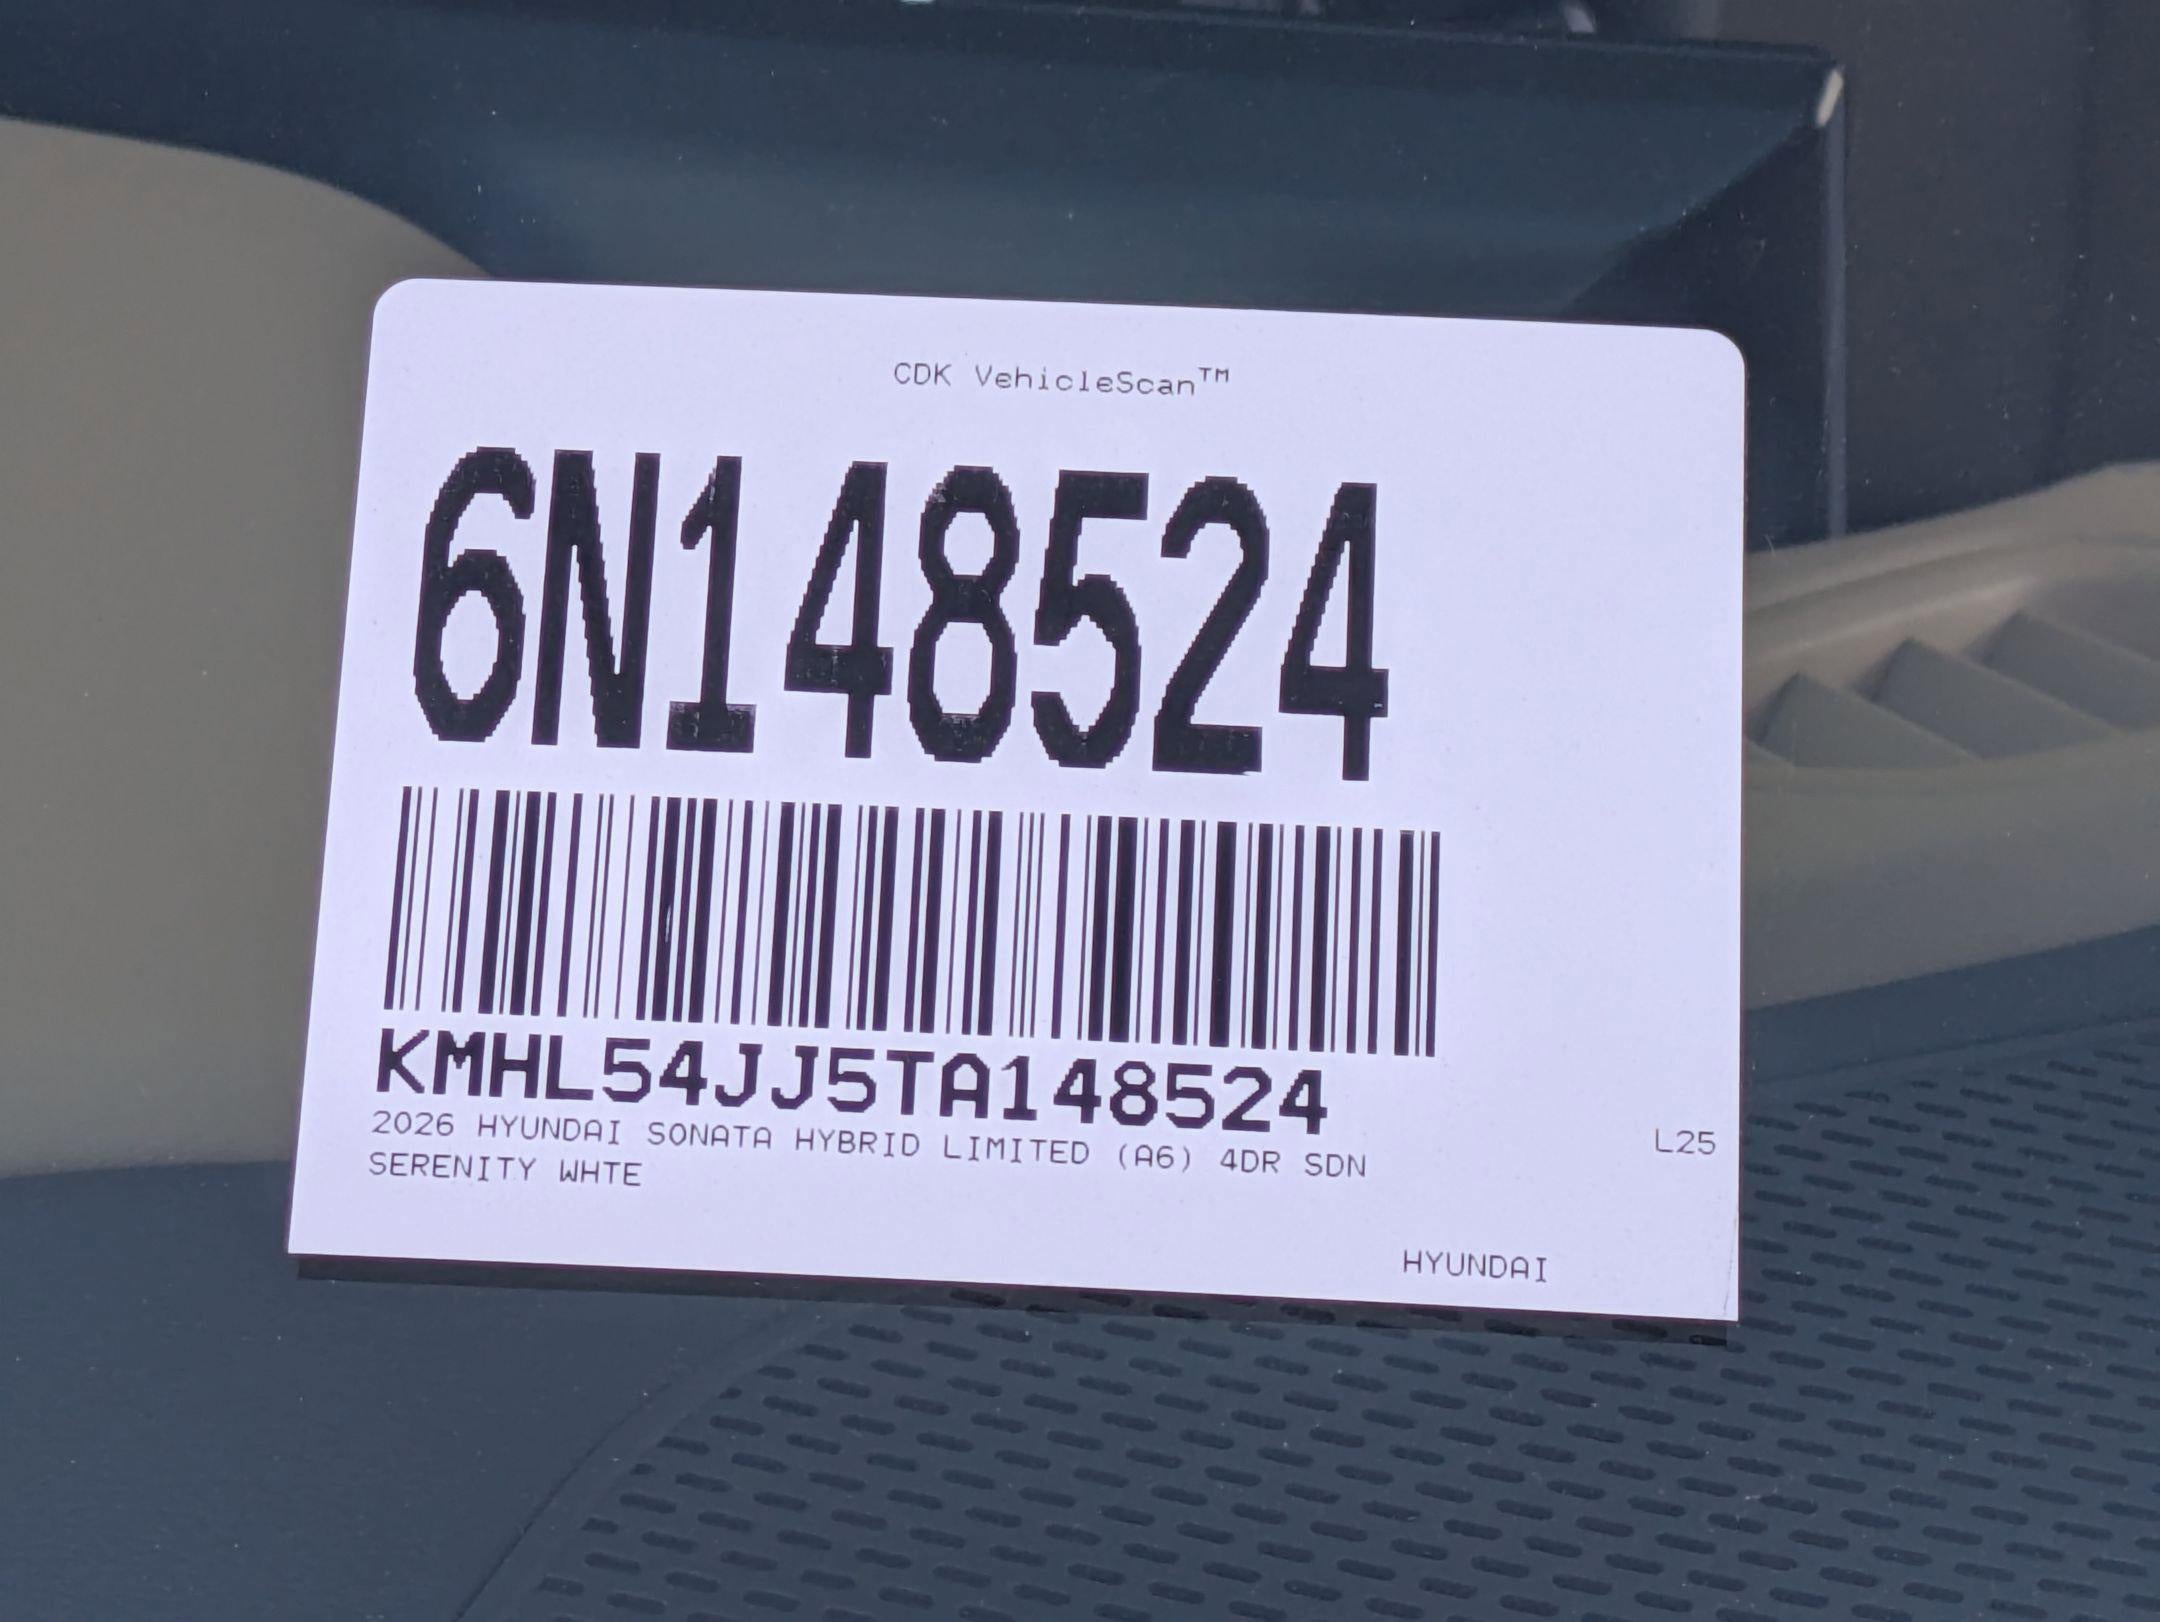 CDK VehicleScan™
6N148524
KMHL54JJ5TA148524
2026 HYUNDAI SONATA HYBRID LIMITED (A6) 4DR SDN
SERENITY WHTE
L25
HYUNDAI